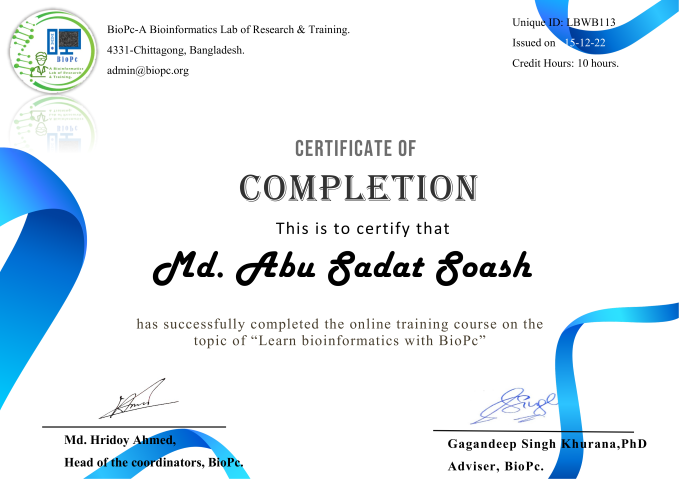 BioPc
A Bioinformatics
Lab of Research
& Training.
BioPc-A Bioinformatics Lab of Research & Training.
4331-Chittagong, Bangladesh.
admin@biopc.org
Unique ID: LBWB113
Issued on : 15-12-22
Credit Hours: 10 hours.
CERTIFICATE OF
COMPLETION
This is to certify that
Md. Abu Sadat Soash
has successfully completed the online training course on the
topic of “Learn bioinformatics with BioPc”
Md. Hridoy Ahmed,
Head of the coordinators, BioPc.
Gagandeep Singh Khurana,PhD
Adviser, BioPc.